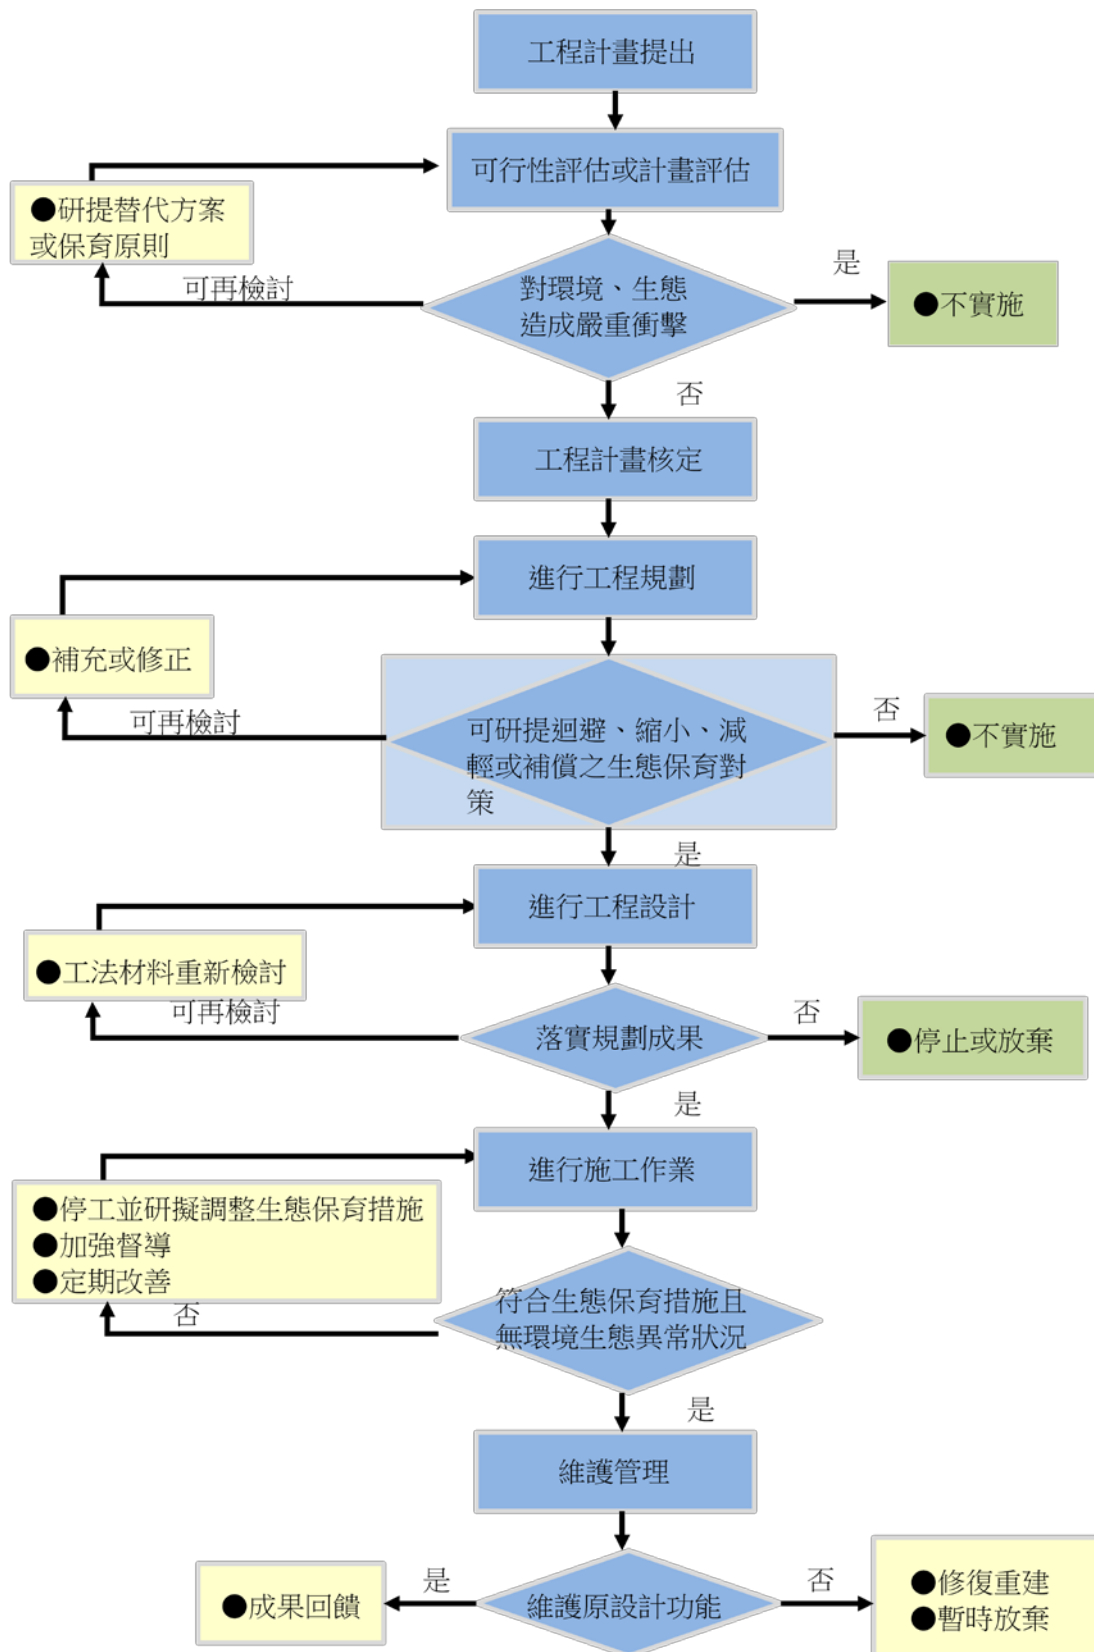 工程計畫提出
可行性評估或計畫評估
●研提替代方案
或保育原則
可再檢討
對環境、生態
造成嚴重衝擊
是
●不實施
否
工程計畫核定
進行工程規劃
●補充或修正
可再檢討
可研提迴避、縮小、減
輕或補償之生態保育對
策
否
●不實施
是
進行工程設計
●工法材料重新檢討
可再檢討
落實規劃成果
否
●停止或放棄
是
進行施工作業
●停工並研擬調整生態保育措施
●加強督導
●定期改善
否
符合生態保育措施且
無環境生態異常狀況
是
維護管理
是
●成果回饋
維護原設計功能
否
●修復重建
●暫時放棄